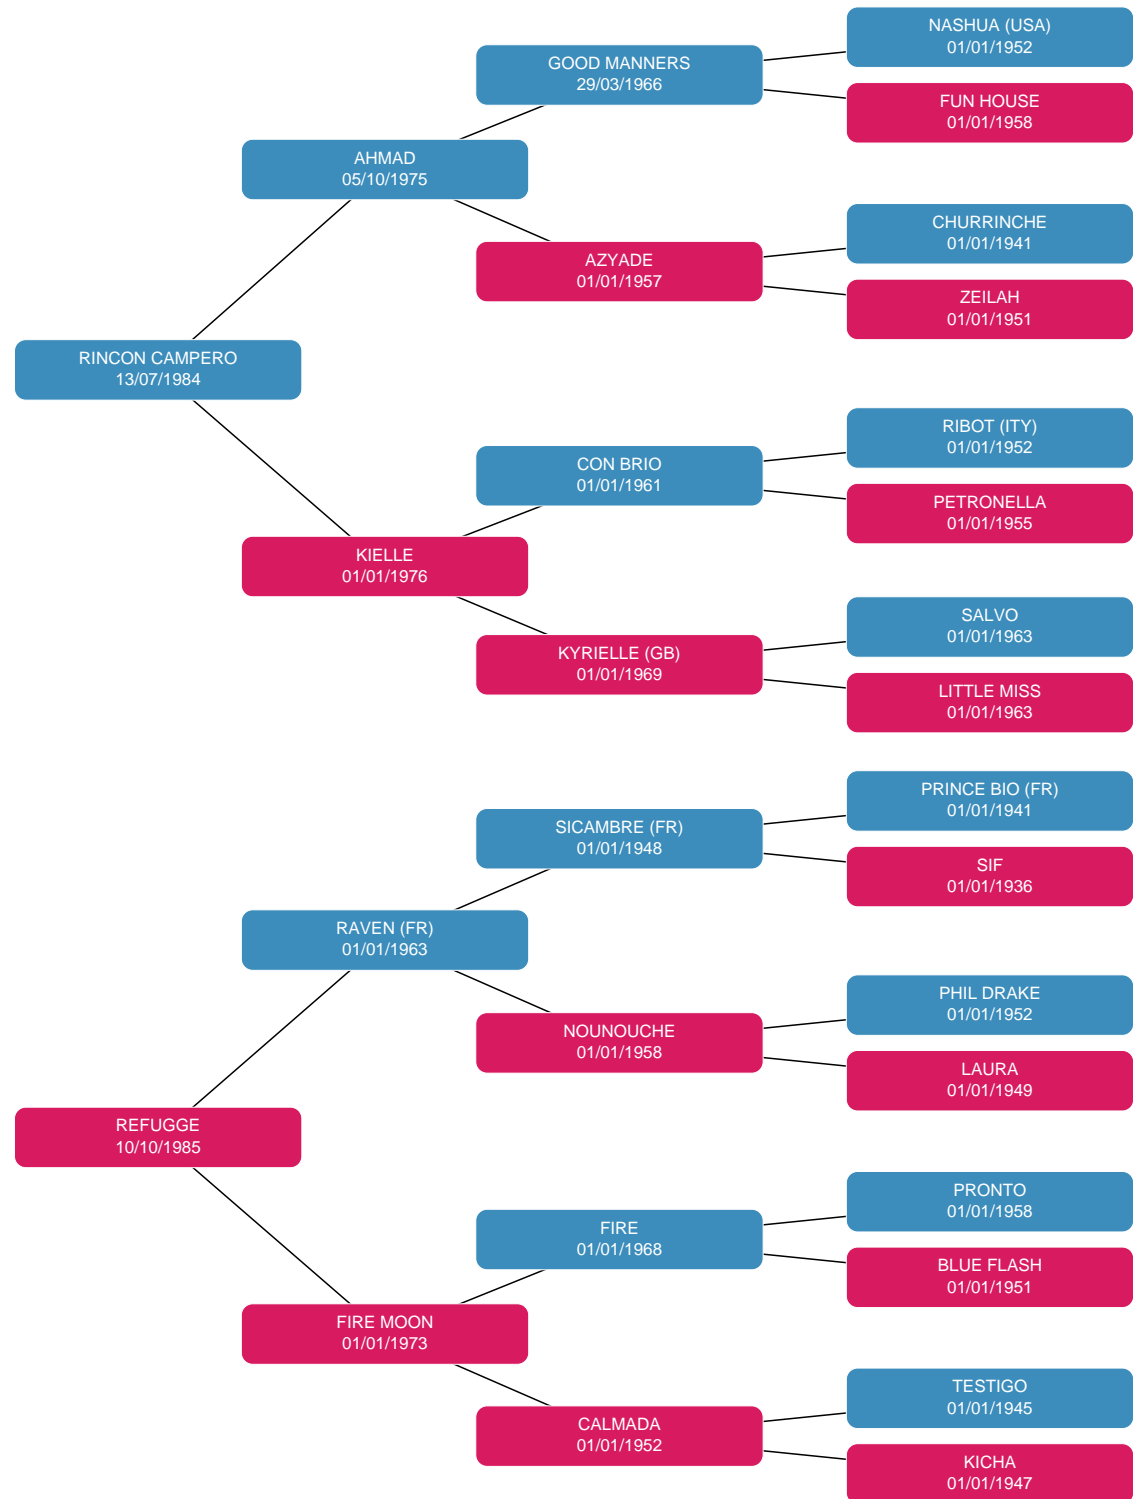 NASHUA (USA)
01/01/1952
GOOD MANNERS
29/03/1966
FUN HOUSE
01/01/1958
AHMAD
05/10/1975
CHURRINCHE
01/01/1941
AZYADE
01/01/1957
ZEILAH
01/01/1951
RINCON CAMPERO
13/07/1984
RIBOT (ITY)
01/01/1952
CON BRIO
01/01/1961
PETRONELLA
01/01/1955
KIELLE
01/01/1976
SALVO
01/01/1963
KYRIELLE (GB)
01/01/1969
LITTLE MISS
01/01/1963
PRINCE BIO (FR)
01/01/1941
SICAMBRE (FR)
01/01/1948
SIF
01/01/1936
RAVEN (FR)
01/01/1963
PHIL DRAKE
01/01/1952
NOUNOUCHE
01/01/1958
LAURA
01/01/1949
REFUGGE
10/10/1985
PRONTO
01/01/1958
FIRE
01/01/1968
BLUE FLASH
01/01/1951
FIRE MOON
01/01/1973
TESTIGO
01/01/1945
CALMADA
01/01/1952
KICHA
01/01/1947